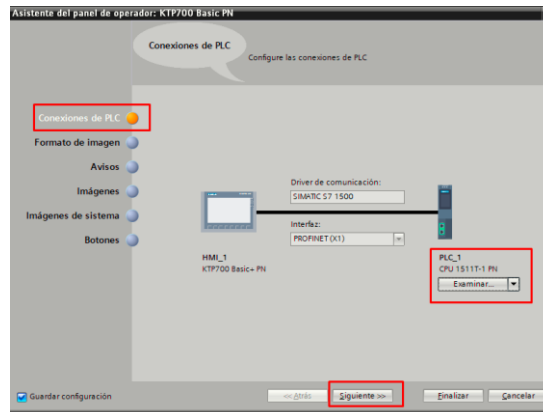 Asistente del panel de operador: KTP700 Basic PN
Conexiones de PLC
Configure las conexiones de PLC
Conexiones de PLC
Formato de imagen
Avisos
Imágenes
Imágenes de sistema
Botones
Driver de comunicación:
SIMATIC S7 1500
Interfaz:
PROFINET (X1)
HMI_1
KTP700 Basic+ PN
PLC_1
CPU 1511T-1 PN
Examinar...
Guardar configuración
<< Atrás
Siguiente >>
Finalizar
Cancelar